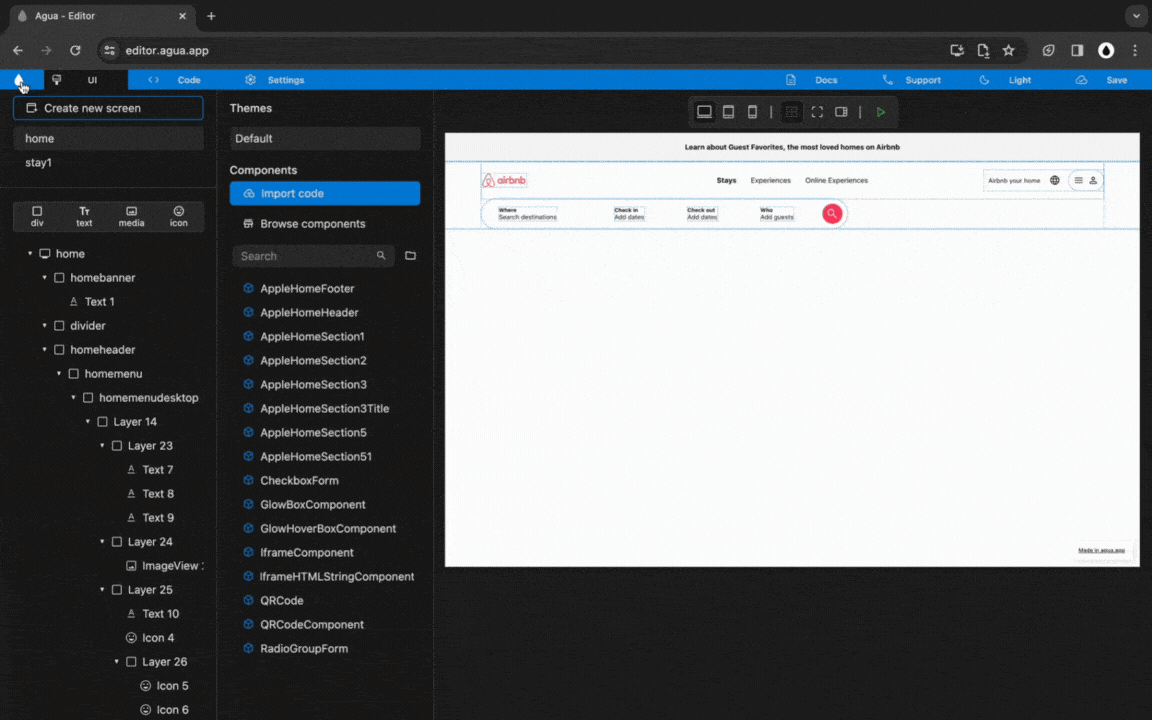 Agua - Editor
editor.agua.app
UI
Code
Settings
Docs
Support
Light
Save
Create new screen
home
stay1
div
text
media
icon
home
homebanner
Text 1
divider
homeheader
homemenu
homemenudesktop
Layer 14
Layer 23
Text 7
Text 8
Text 9
Layer 24
ImageView
Layer 25
Text 10
Icon 4
Layer 26
Icon 5
Icon 6
Themes
Default
Components
Import code
Browse components
Search
AppleHomeFooter
AppleHomeHeader
AppleHomeSection1
AppleHomeSection2
AppleHomeSection3
AppleHomeSection3Title
AppleHomeSection5
AppleHomeSection51
CheckboxForm
GlowBoxComponent
GlowHoverBoxComponent
IframeComponent
IframeHTMLStringComponent
QRCode
QRCodeComponent
RadioGroupForm
Learn about Guest Favorites, the most loved homes on Airbnb
airbnb
Stays
Experiences
Online Experiences
Airbnb your home
Where
Search destinations
Check in
Add dates
Check out
Add dates
Who
Add guests
Made in agua.app